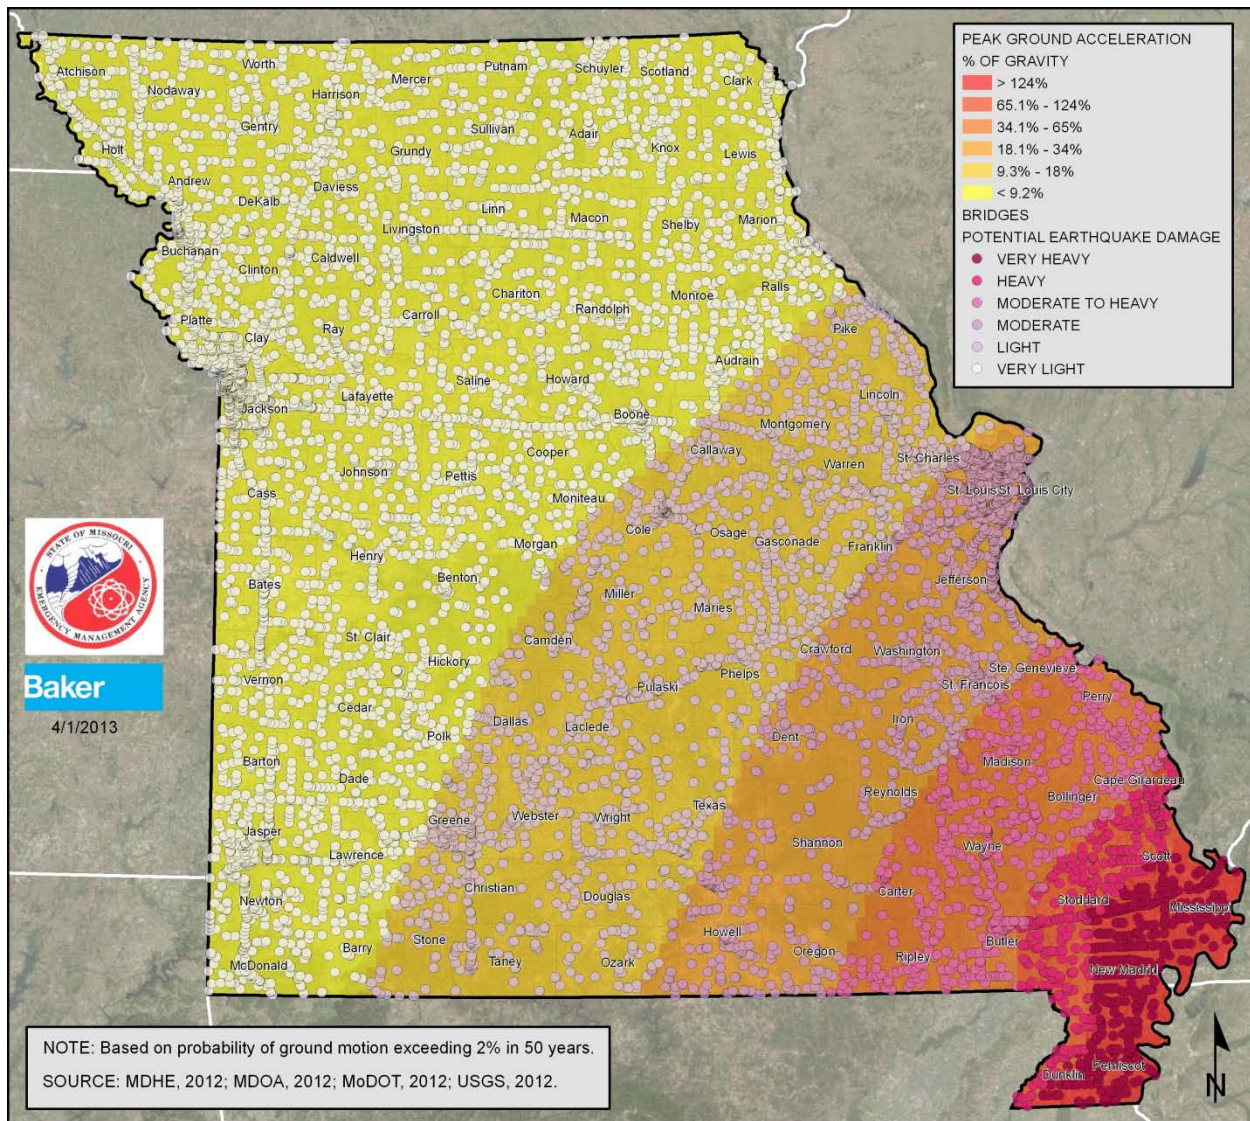 PEAK GROUND ACCELERATION
% OF GRAVITY
> 124%
65.1% - 124%
34.1% - 65%
18.1% - 34%
9.3% - 18%
< 9.2%
BRIDGES
POTENTIAL EARTHQUAKE DAMAGE
VERY HEAVY
HEAVY
MODERATE TO HEAVY
MODERATE
LIGHT
VERY LIGHT
Atchison
Nodaway
Worth
Harrison
Mercer
Putnam
Schuyler
Scotland
Clark
Holt
Gentry
Grundy
Sullivan
Adair
Knox
Lewis
Andrew
DeKalb
Daviess
Livingston
Linn
Macon
Shelby
Marion
Buchanan
Clinton
Caldwell
Chariton
Randolph
Monroe
Ralls
Platte
Clay
Ray
Carroll
Pike
Audrain
Jackson
Lafayette
Saline
Howard
Boone
Lincoln
Montgomery
Callaway
Warren
St. Charles
Cass
Johnson
Pettis
Cooper
Moniteau
St. Louis
St. Louis City
Cole
Osage
Gasconade
Franklin
Jefferson
Bates
Henry
Benton
Morgan
Miller
Maries
Camden
St. Clair
Hickory
Pulaski
Phelps
Crawford
Washington
Ste. Genevieve
St. Francois
Perry
Vernon
Cedar
Polk
Dallas
Laclede
Dent
Iron
Madison
Cape Girardeau
Bollinger
Barton
Dade
Greene
Webster
Wright
Texas
Reynolds
Shannon
Wayne
Scott
Jasper
Lawrence
Christian
Douglas
Carter
Stoddard
Mississippi
Newton
Barry
Stone
Taney
Ozark
Howell
Oregon
Ripley
Butler
New Madrid
McDonald
Dunklin
Pemiscot
STATE OF MISSOURI
EMERGENCY MANAGEMENT AGENCY
Baker
4/1/2013
NOTE: Based on probability of ground motion exceeding 2% in 50 years.
SOURCE: MDHE, 2012; MDOA, 2012; MoDOT, 2012; USGS, 2012.
N